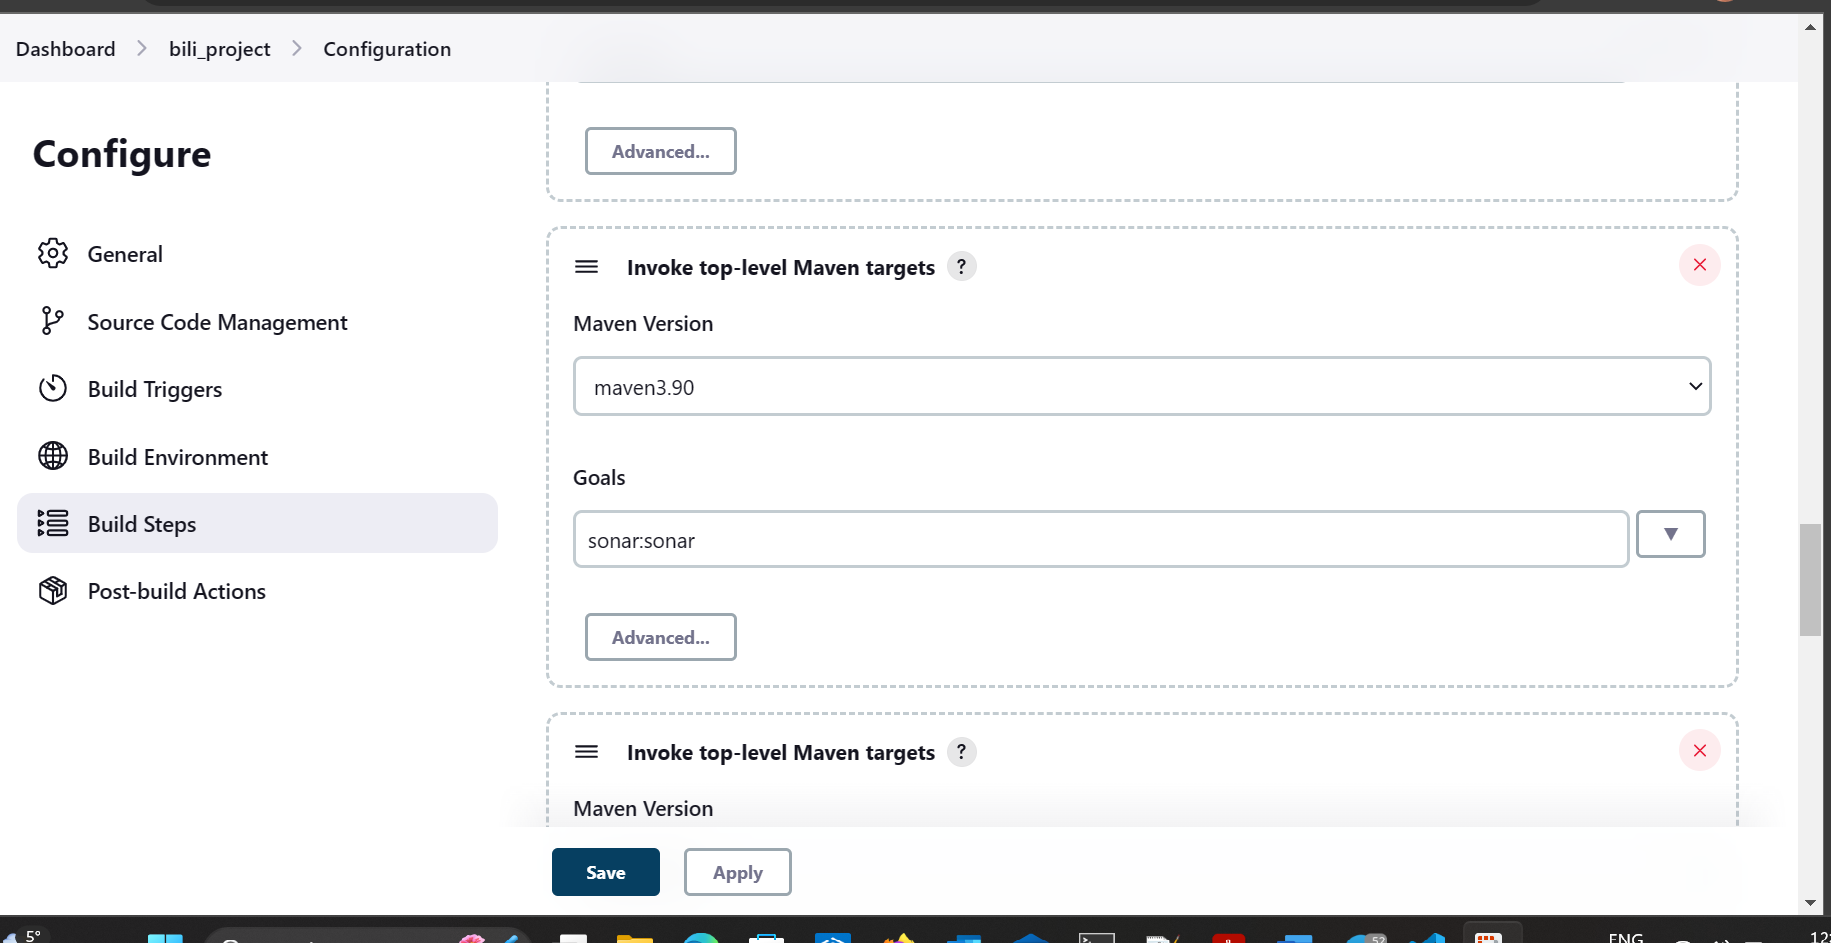 Dashboard > bili_project > Configuration
Configure
General
Source Code Management
Build Triggers
Build Environment
Build Steps
Post-build Actions
Advanced...
Invoke top-level Maven targets ?
Maven Version
maven3.90
Goals
sonar:sonar
Advanced...
Invoke top-level Maven targets ?
Maven Version
Save
Apply
5°
52
ENG